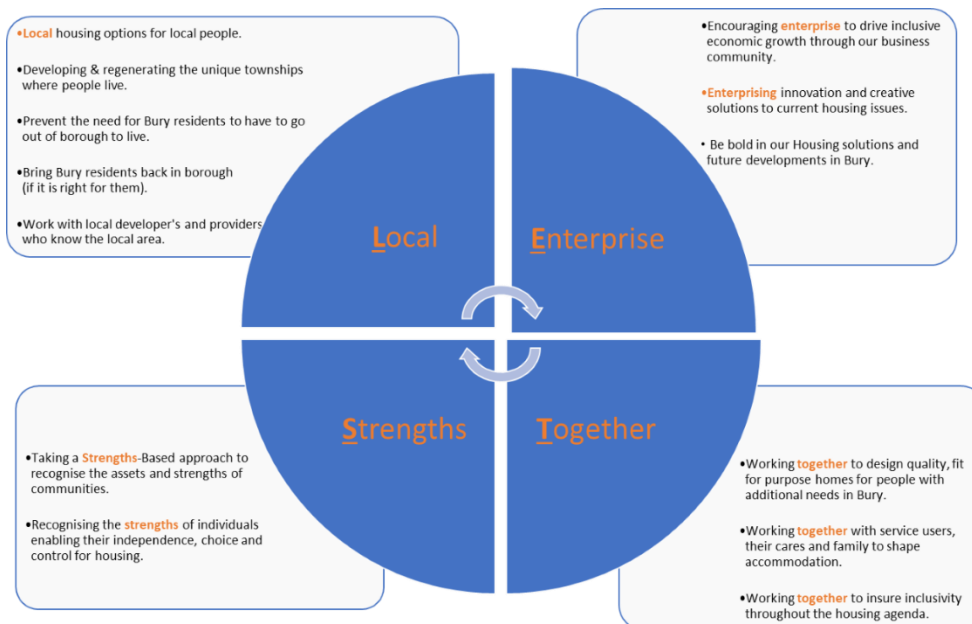 •Local housing options for local people.
•Developing & regenerating the unique townships
where people live.
•Prevent the need for Bury residents to have to go
out of borough to live.
•Bring Bury residents back in borough
(if it is right for them).
•Work with local developer's and providers
who know the local area.
•Encouraging enterprise to drive inclusive
economic growth through our business
community.
•Enterprising innovation and creative
solutions to current housing issues.
• Be bold in our Housing solutions and
future developments in Bury.
Local
Enterprise
Strengths
Together
•Taking a Strengths-Based approach to
recognise the assets and strengths of
communities.
•Recognising the strengths of individuals
enabling their independence, choice and
control for housing.
•Working together to design quality, fit
for purpose homes for people with
additional needs in Bury.
•Working together with service users,
their cares and family to shape
accommodation.
•Working together to insure inclusivity
throughout the housing agenda.